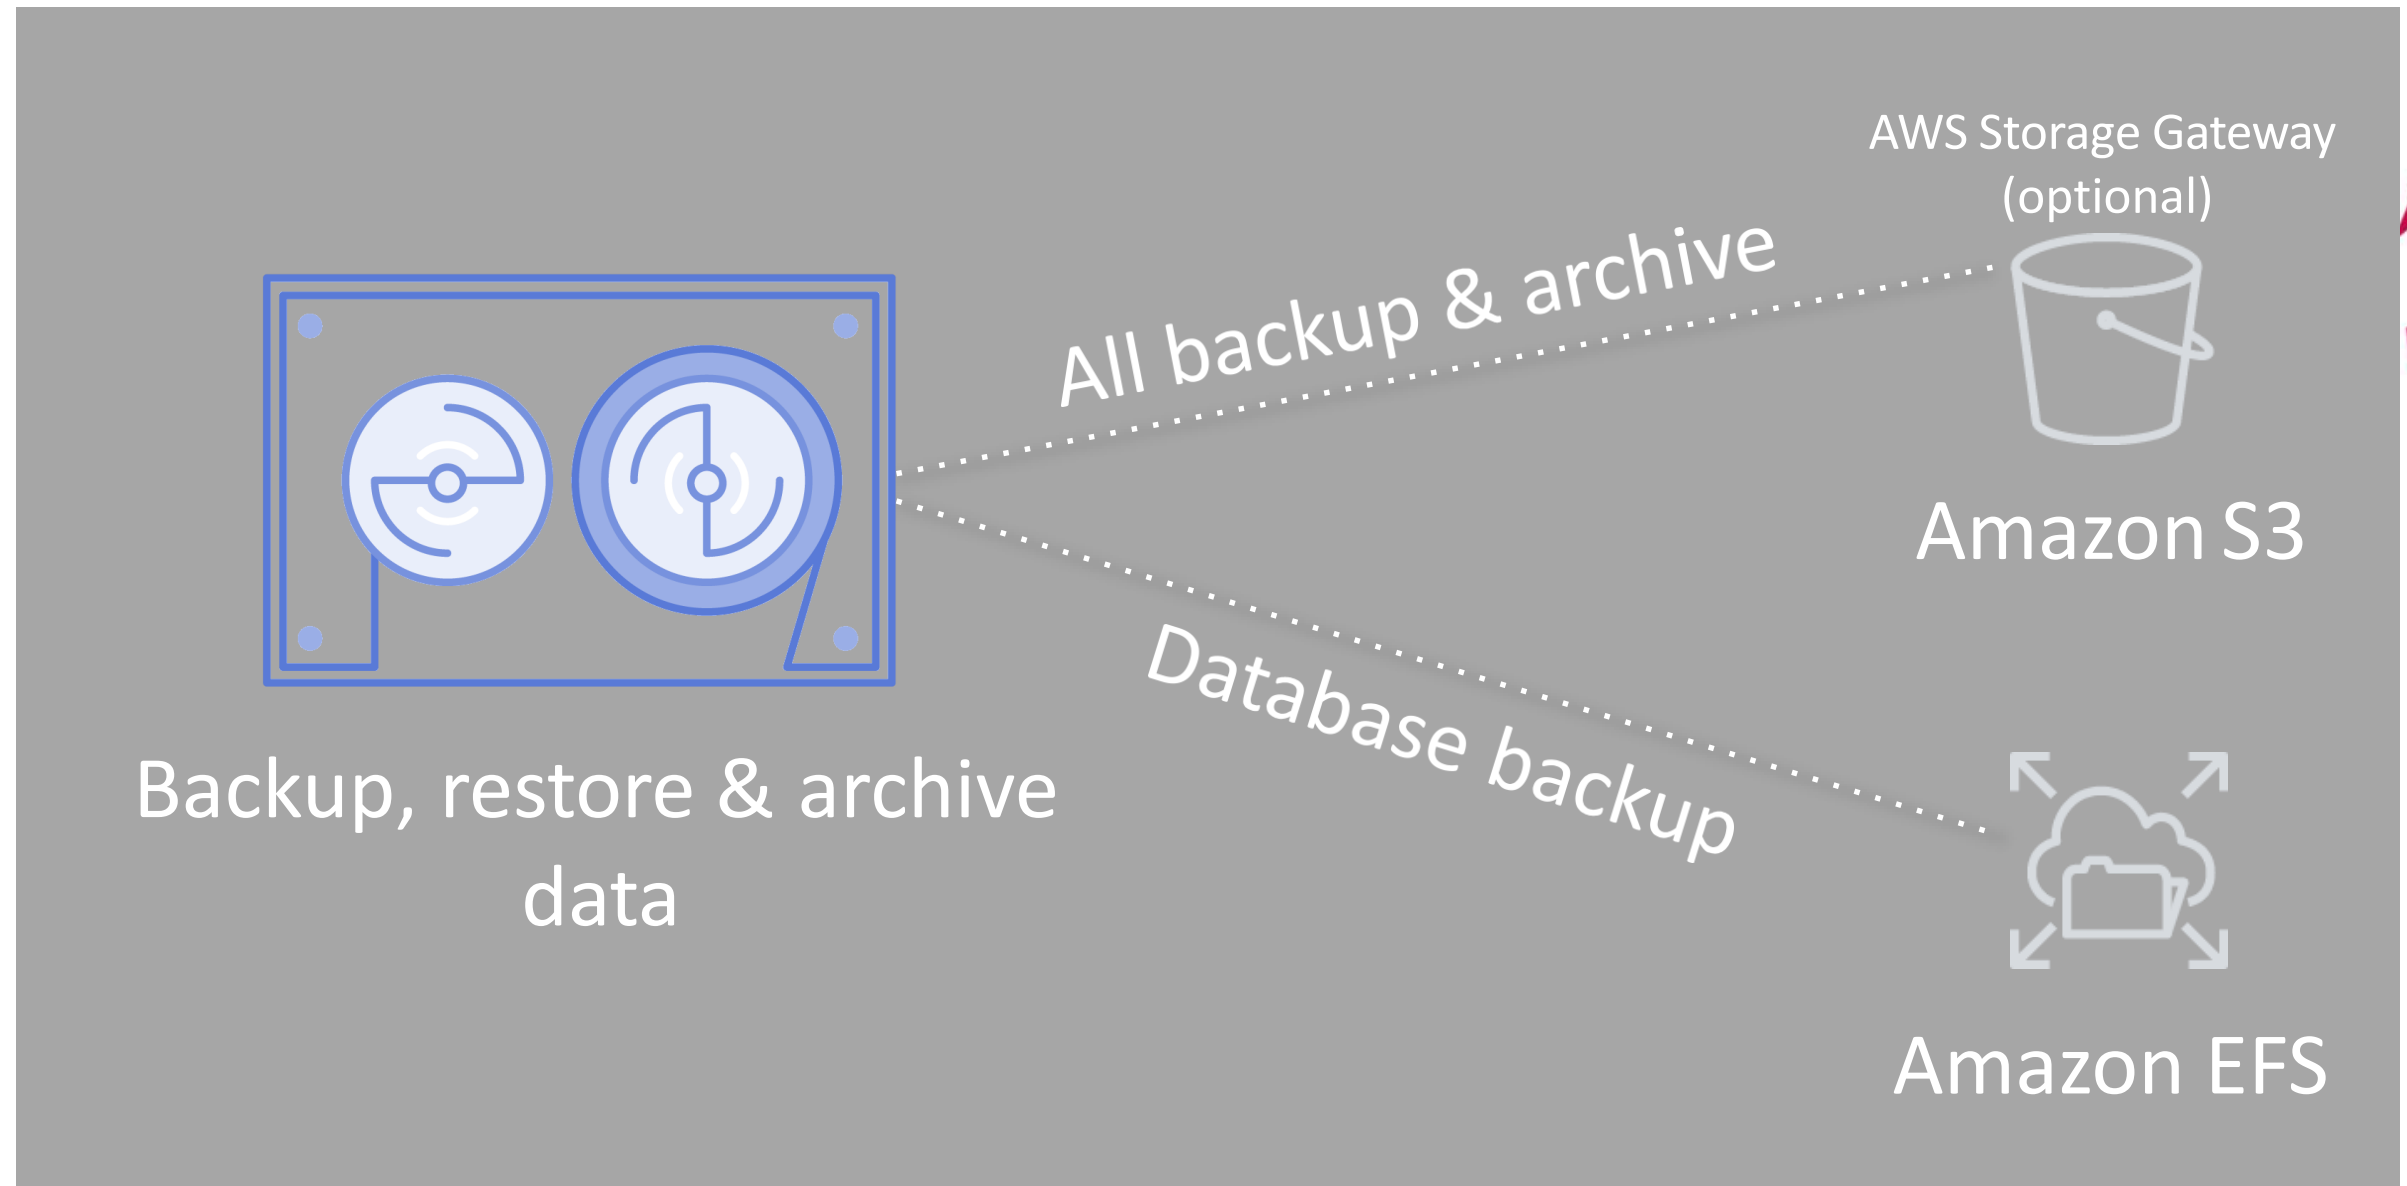 AWS Storage Gateway
(optional)
All backup & archive
Amazon S3
Database backup
Backup, restore & archive
data
Amazon EFS